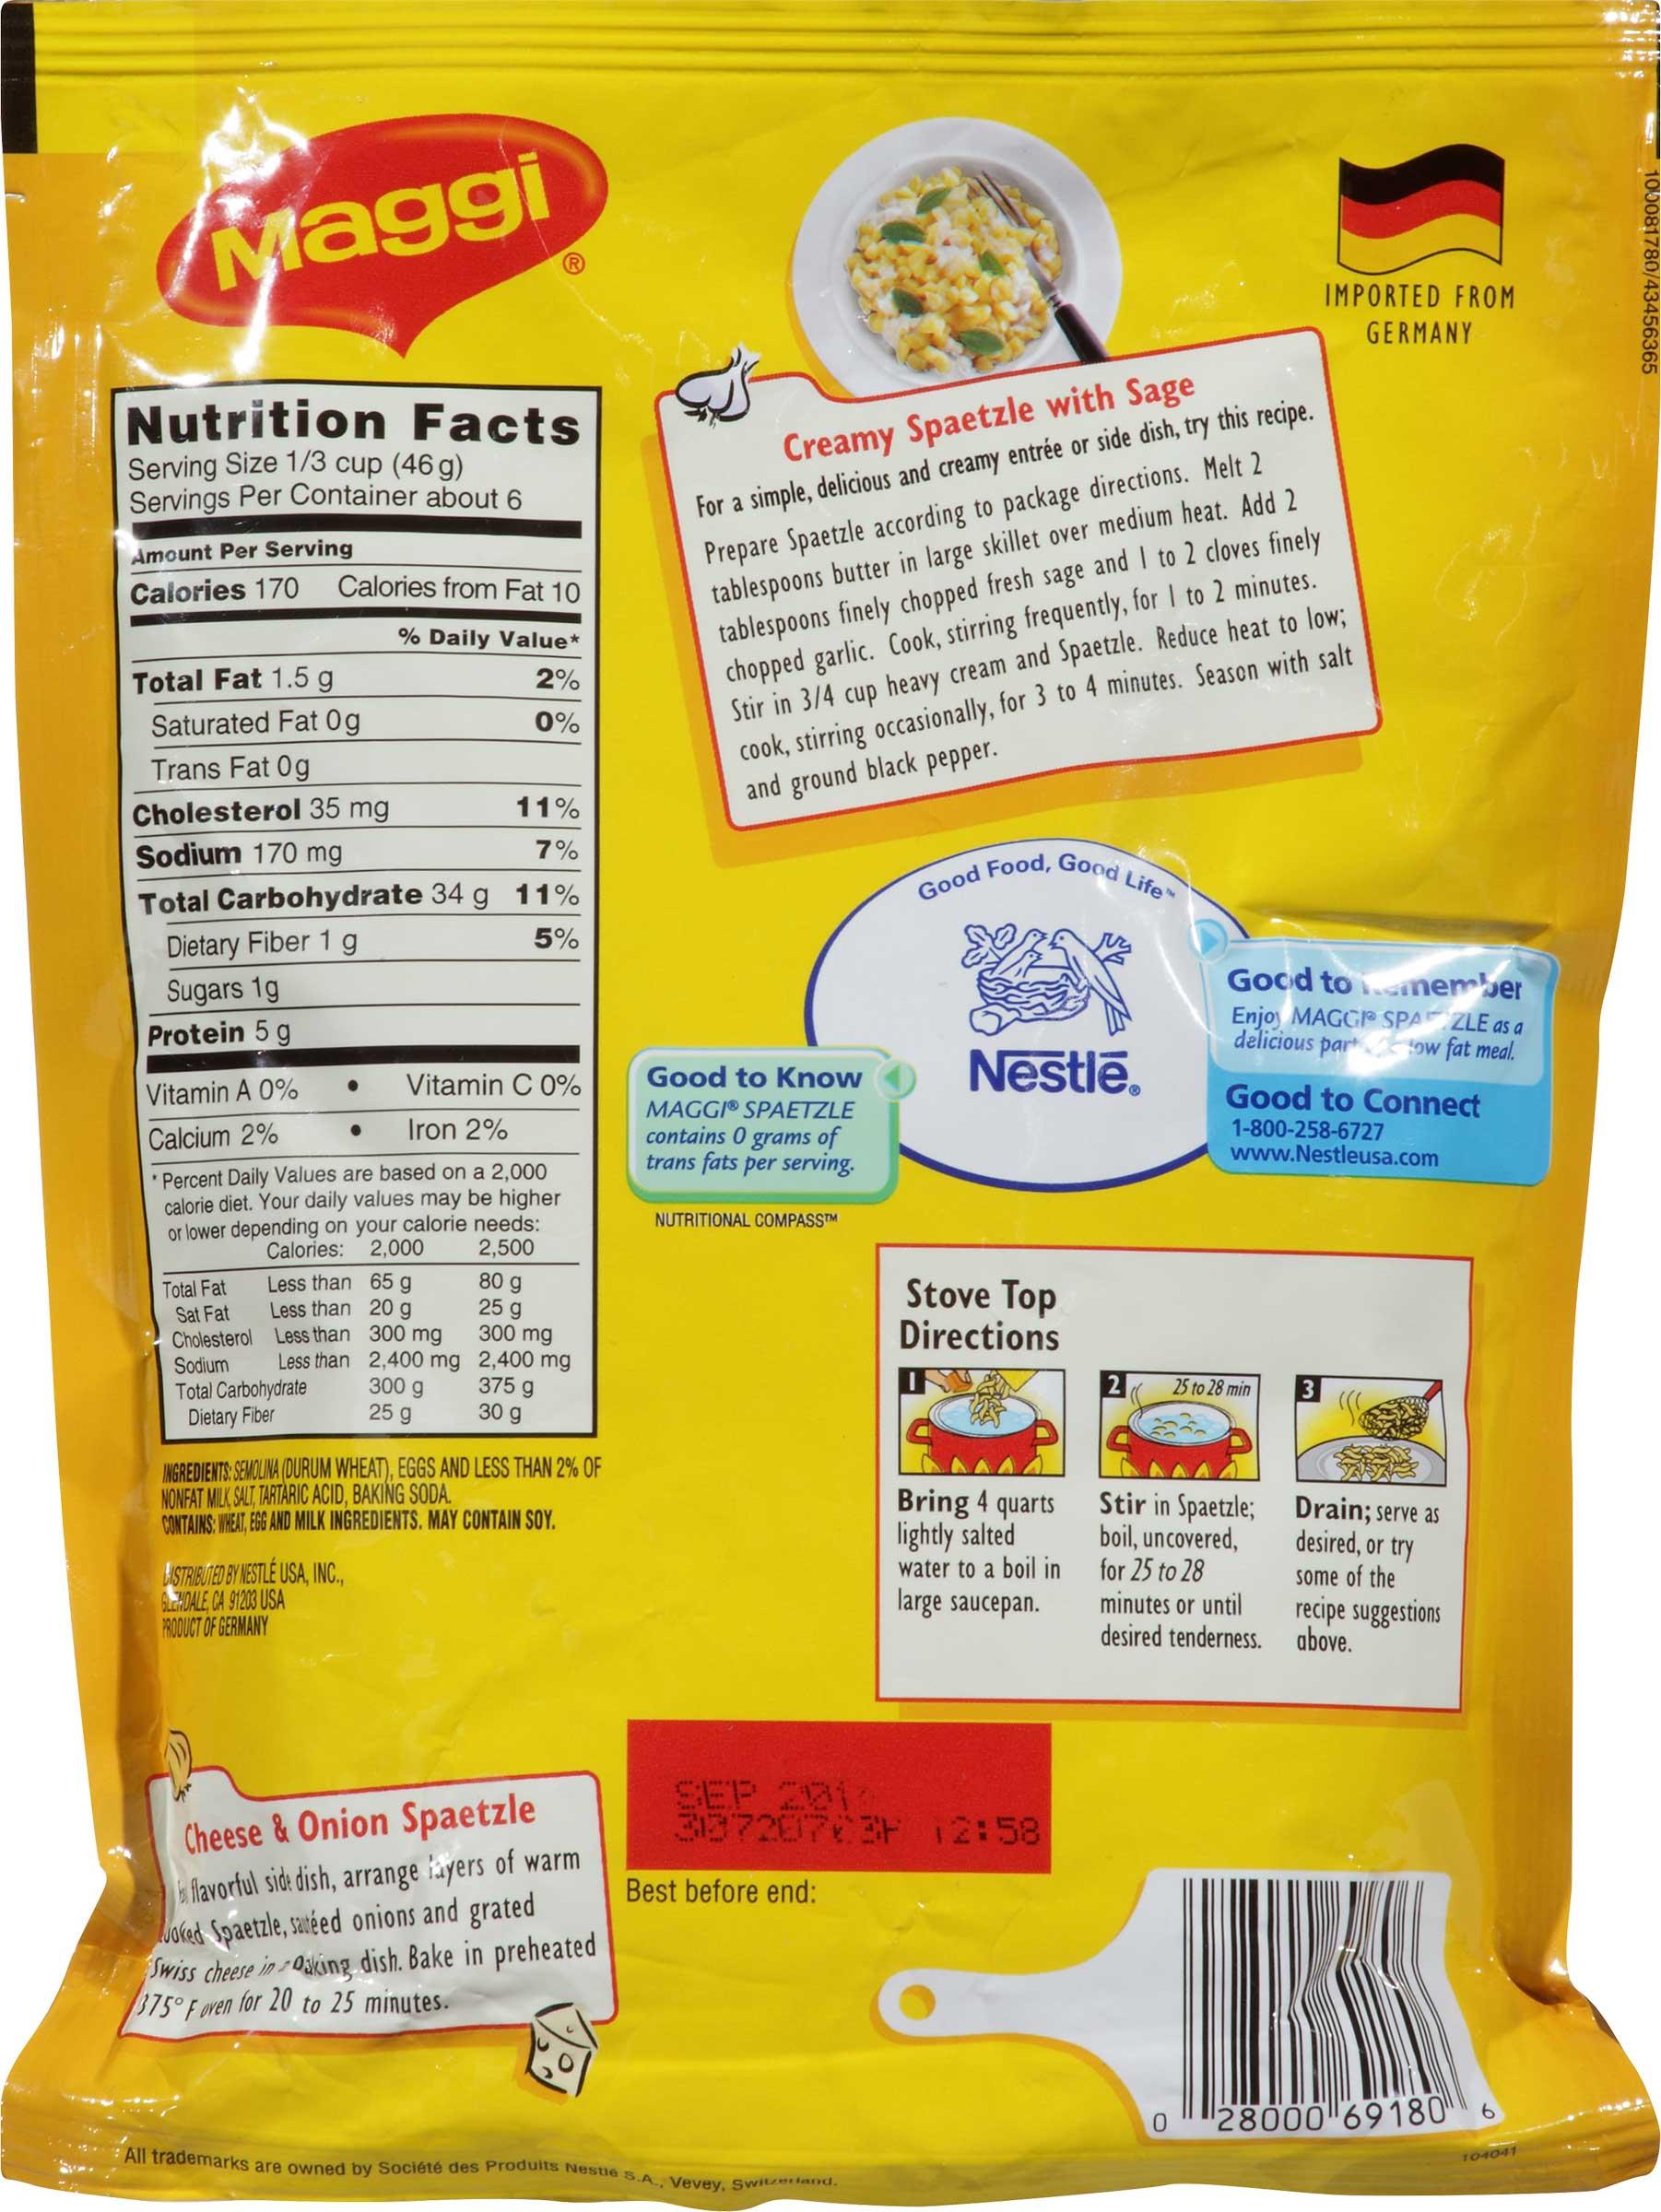 Maggi®
IMPORTED FROM
GERMANY
100081780/43456365
Nutrition Facts
Serving Size 1/3 cup (46 g)
Servings Per Container about 6
Amount Per Serving
Calories 170 Calories from Fat 10
% Daily Value*
Total Fat 1.5 g 2%
Saturated Fat 0g 0%
Trans Fat 0g
Cholesterol 35 mg 11%
Sodium 170 mg 7%
Total Carbohydrate 34 g 11%
Dietary Fiber 1 g 5%
Sugars 1g
Protein 5 g
Vitamin A 0% • Vitamin C 0%
Calcium 2% • Iron 2%
* Percent Daily Values are based on a 2,000
calorie diet. Your daily values may be higher
or lower depending on your calorie needs:
Calories: 2,000 2,500
Total Fat Less than 65 g 80 g
Sat Fat Less than 20 g 25 g
Cholesterol Less than 300 mg 300 mg
Sodium Less than 2,400 mg 2,400 mg
Total Carbohydrate 300 g 375 g
Dietary Fiber 25 g 30 g
INGREDIENTS: SEMOLINA (DURUM WHEAT), EGGS AND LESS THAN 2% OF
NONFAT MILK, SALT, TARTARIC ACID, BAKING SODA.
CONTAINS: WHEAT, EGG AND MILK INGREDIENTS. MAY CONTAIN SOY.
DISTRIBUTED BY NESTLÉ USA, INC.,
GLENDALE, CA 91203 USA
PRODUCT OF GERMANY
Creamy Spaetzle with Sage
For a simple, delicious and creamy entrée or side dish, try this recipe.
Prepare Spaetzle according to package directions. Melt 2
tablespoons butter in large skillet over medium heat. Add 2
tablespoons finely chopped fresh sage and 1 to 2 cloves finely
chopped garlic. Cook, stirring frequently, for 1 to 2 minutes.
Stir in 3/4 cup heavy cream and Spaetzle. Reduce heat to low;
cook, stirring occasionally, for 3 to 4 minutes. Season with salt
and ground black pepper.
Good Food, Good Life™
Nestlé®
Good to Know
MAGGI® SPAETZLE
contains 0 grams of
trans fats per serving.
NUTRITIONAL COMPASS™
Good to Remember
Enjoy MAGGI® SPAETZLE as a
delicious part low fat meal.
Good to Connect
1-800-258-6727
www.Nestleusa.com
Stove Top
Directions
1
Bring 4 quarts
lightly salted
water to a boil in
large saucepan.
2 25 to 28 min
Stir in Spaetzle;
boil, uncovered,
for 25 to 28
minutes or until
desired tenderness.
3
Drain; serve as
desired, or try
some of the
recipe suggestions
above.
Cheese & Onion Spaetzle
flavorful side dish, arrange layers of warm
cooked Spaetzle, sautéed onions and grated
Swiss cheese in a baking dish. Bake in preheated
375° F oven for 20 to 25 minutes.
SEP
12:58
Best before end:
0 28000 69180 6
104041
All trademarks are owned by Société des Produits Nestlé S.A., Vevey, Switzerland.